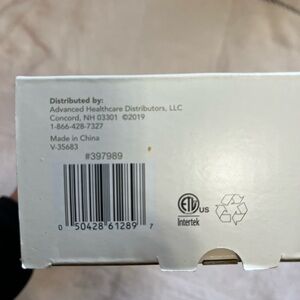 Distributed by:
Advanced Healthcare Distributors, LLC
Concord, NH 03301 ©2019
1-866-428-7327
Made in China
V-35683
#397989
0 50428 61289 7
ETL US
Intertek